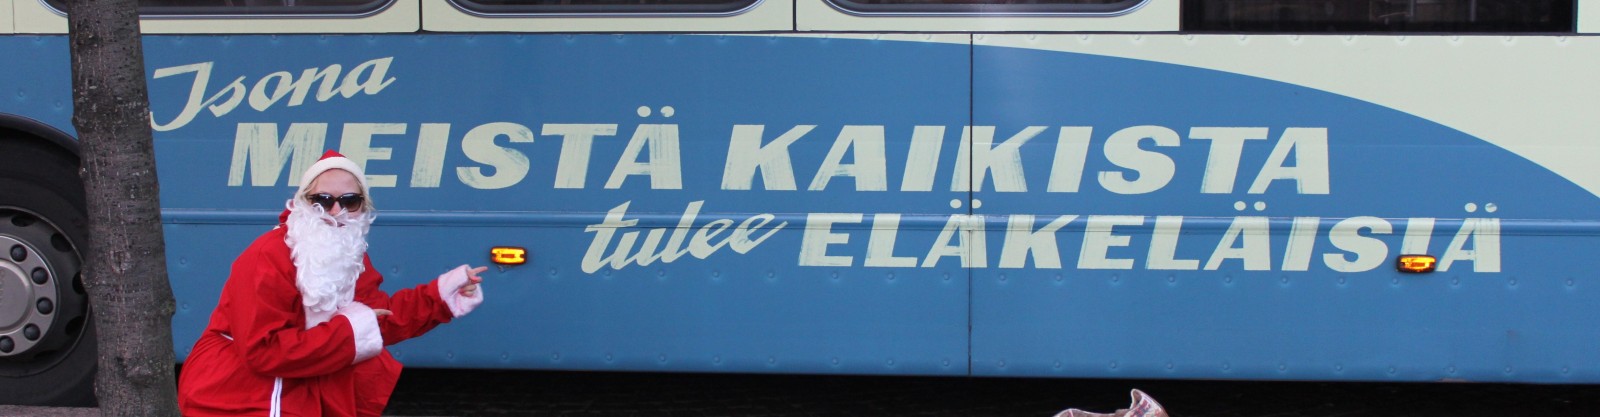 Isona
MEISTÄ KAIKISTA
tulee ELÄKELÄISIÄ